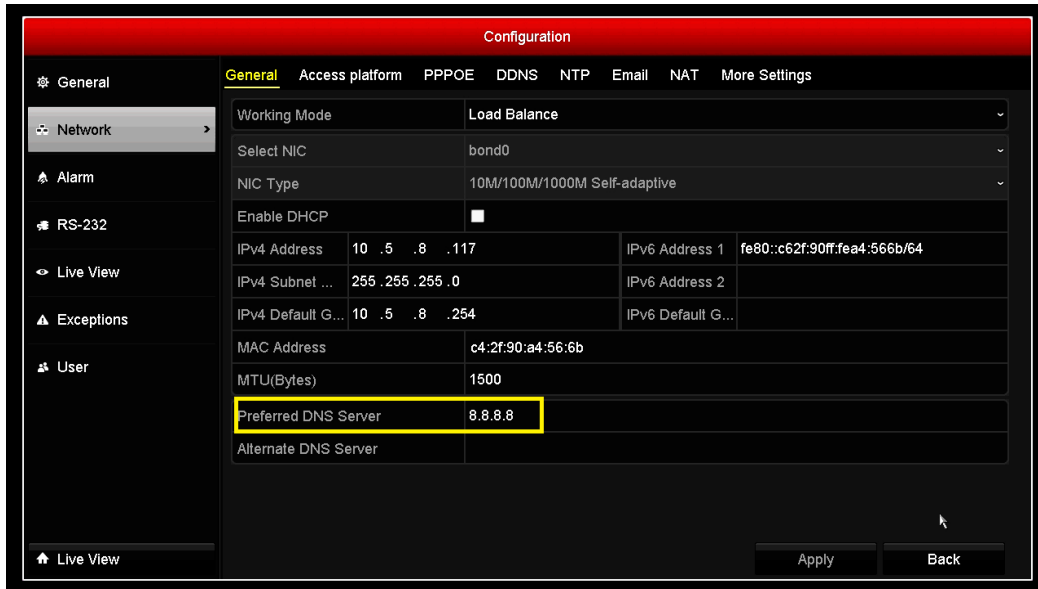 Configuration
General
Network
Alarm
RS-232
Live View
Exceptions
User
Live View
General Access platform PPPOE DDNS NTP Email NAT More Settings
Working Mode Load Balance
Select NIC bond0
NIC Type 10M/100M/1000M Self-adaptive
Enable DHCP
IPv4 Address 10 .5 .8 .117 IPv6 Address 1 fe80::c62f:90ff:fea4:566b/64
IPv4 Subnet ... 255.255.255.0 IPv6 Address 2
IPv4 Default G... 10 .5 .8 .254 IPv6 Default G...
MAC Address c4:2f:90:a4:56:6b
MTU(Bytes) 1500
Preferred DNS Server 8.8.8.8
Alternate DNS Server
Apply Back